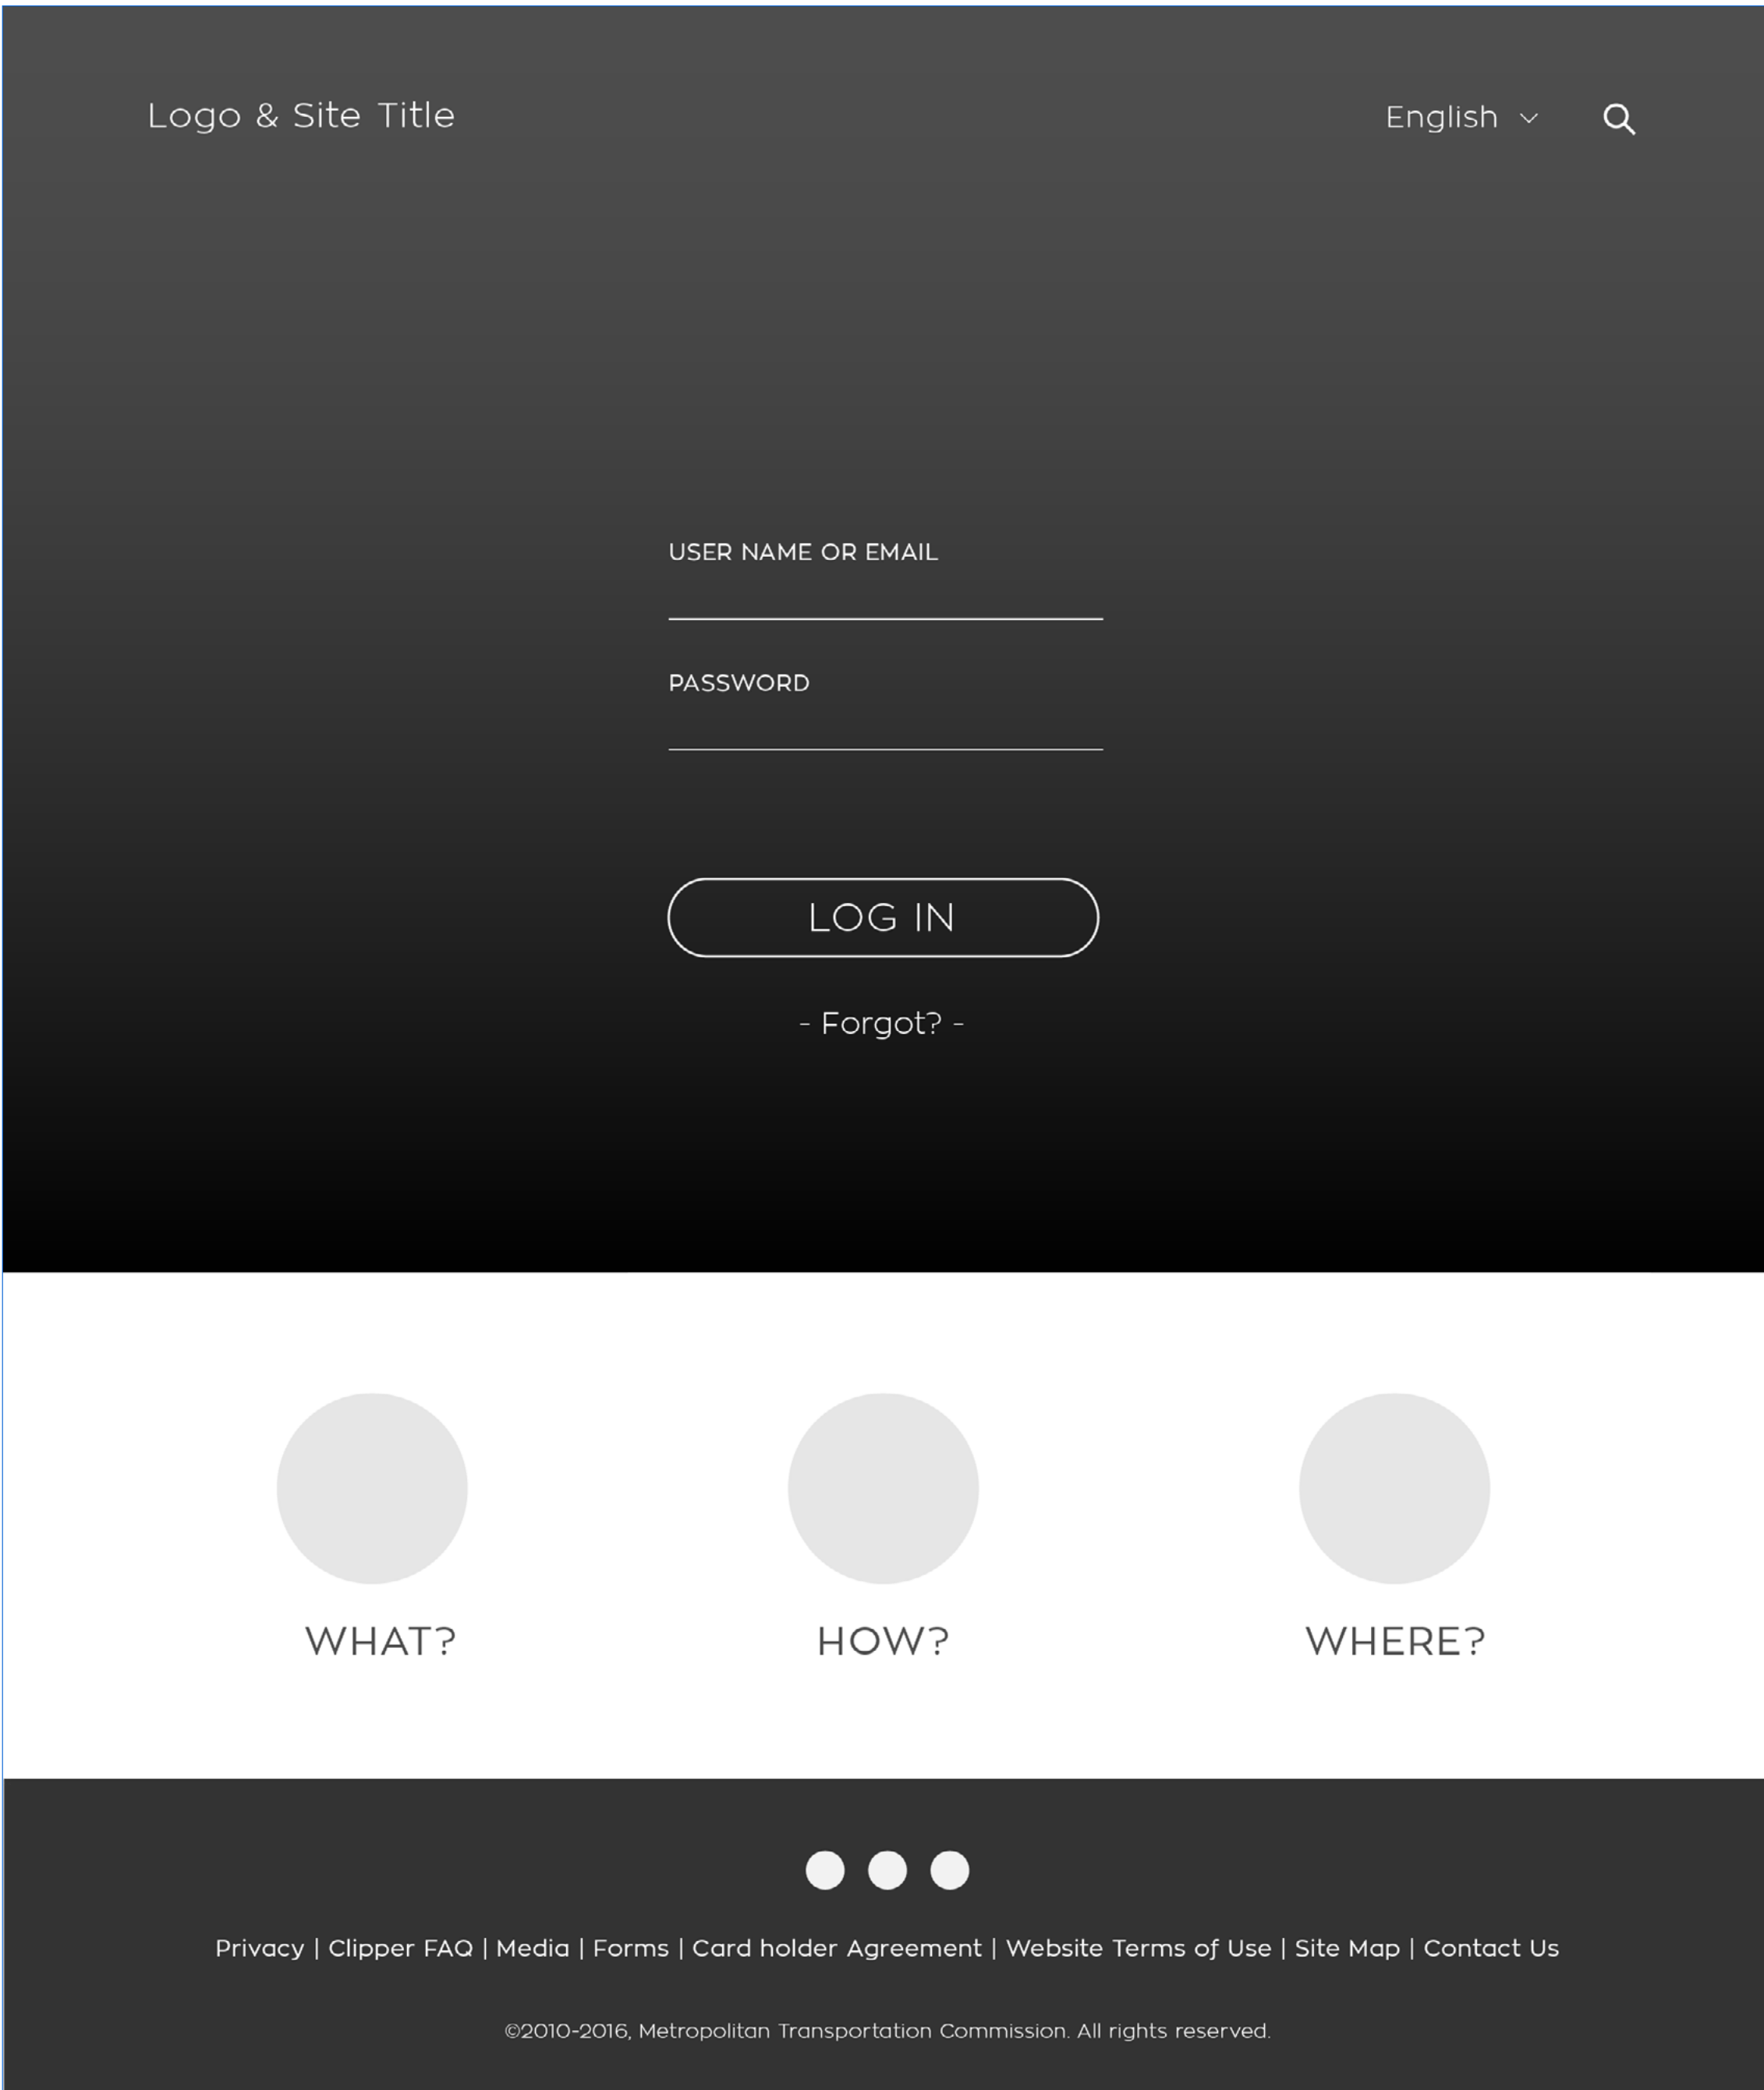 Logo & Site Title
English
USER NAME OR EMAIL
PASSWORD
LOG IN
- Forgot? -
WHAT?
HOW?
WHERE?
Privacy | Clipper FAQ | Media | Forms | Card holder Agreement | Website Terms of Use | Site Map | Contact Us
©2010-2016, Metropolitan Transportation Commission. All rights reserved.